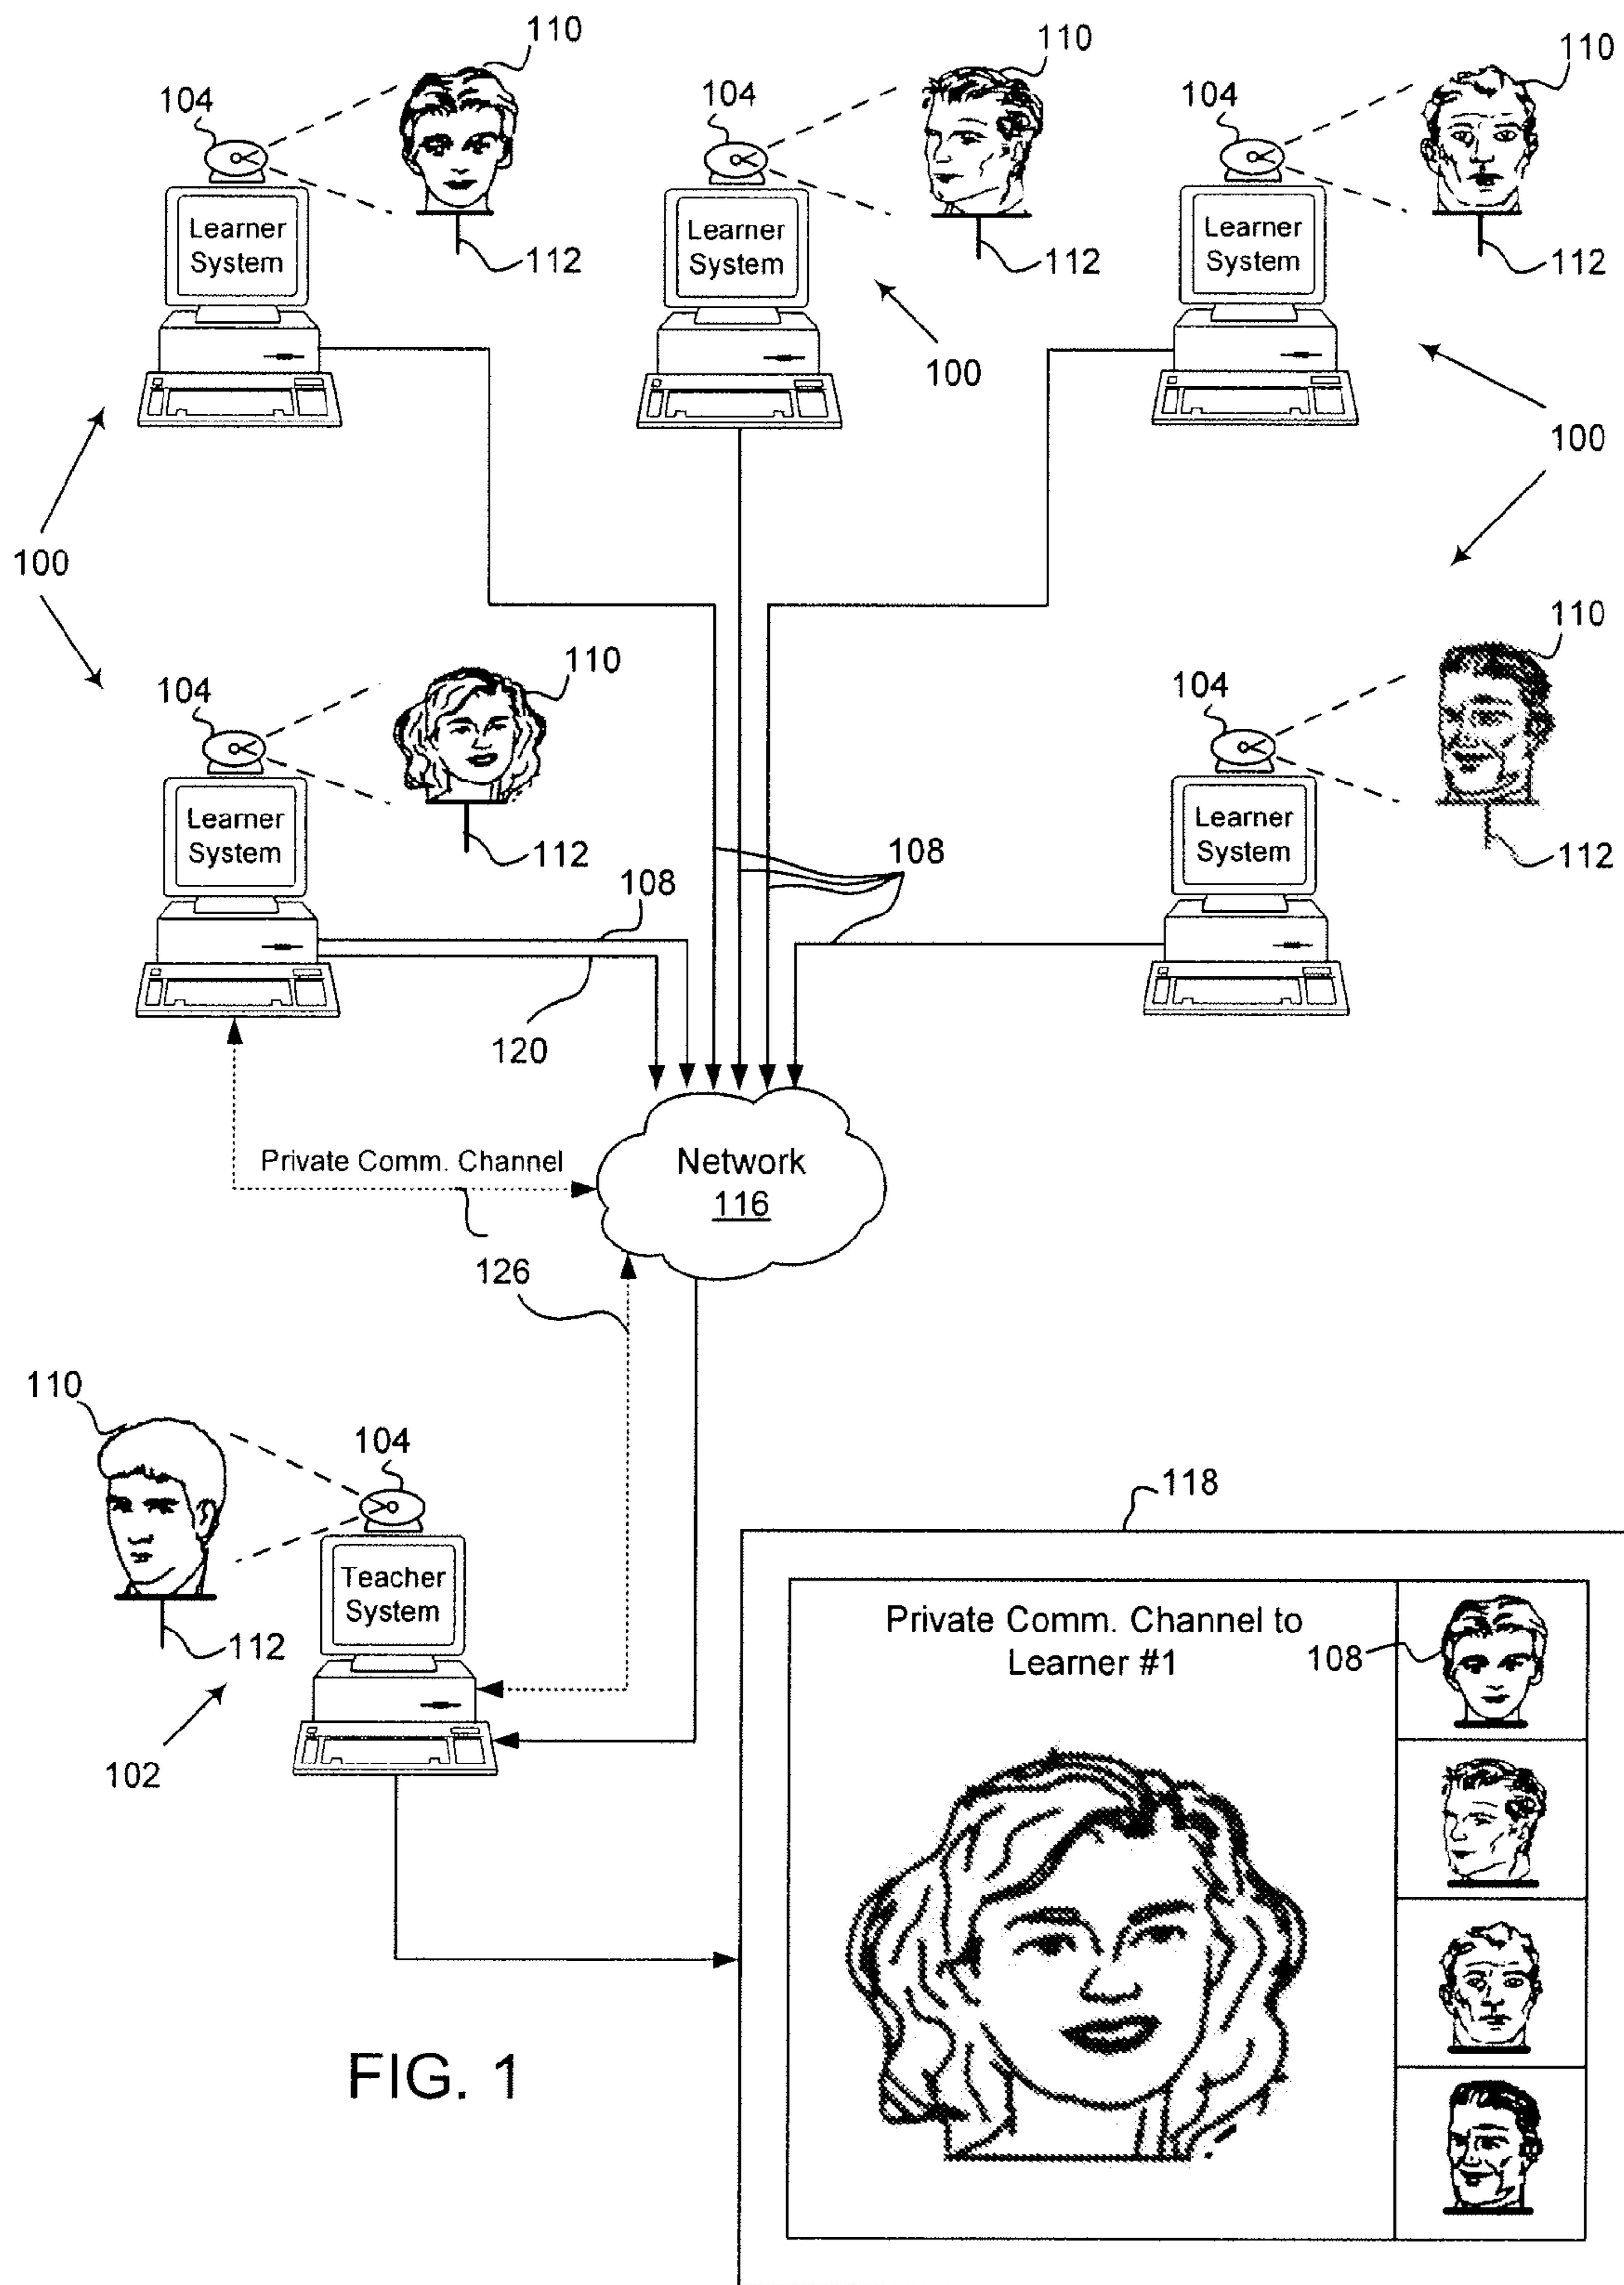 110
110
110
104
104
104
Learner
System
112
Learner
System
112
Learner
System
112
100
100
100
110
110
104
104
Learner
System
112
108
108
Learner
System
112
120
Private Comm. Channel
Network
116
126
110
104
118
Teacher
System
112
102
Private Comm. Channel to
Learner #1
108
FIG. 1